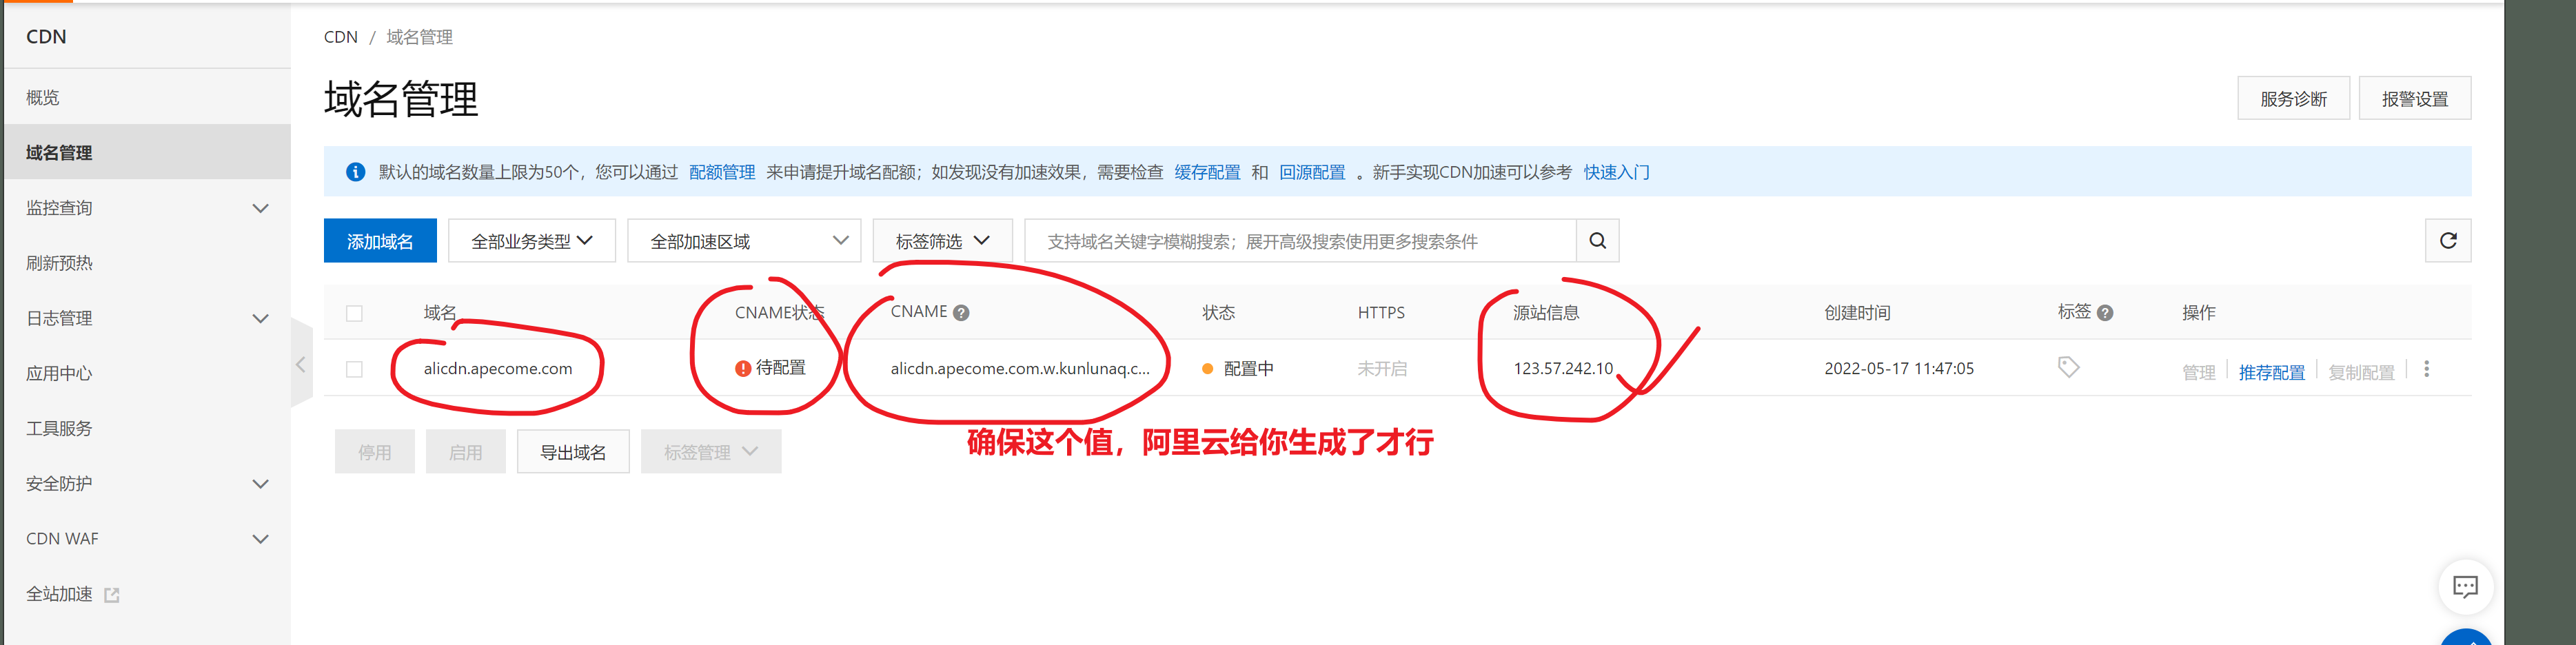 CDN
概览
域名管理
监控查询
刷新预热
日志管理
应用中心
工具服务
安全防护
CDN WAF
全站加速
CDN / 域名管理
域名管理
服务诊断 报警设置
默认的域名数量上限为50个，您可以通过 配额管理 来申请提升域名配额；如发现没有加速效果，需要检查 缓存配置 和 回源配置 。新手实现CDN加速可以参考 快速入门
添加域名 全部业务类型 全部加速区域 标签筛选 支持域名关键字模糊搜索；展开高级搜索使用更多搜索条件
域名 CNAME状态 CNAME 状态 HTTPS 源站信息 创建时间 标签 操作
alicdn.apecome.com 待配置 alicdn.apecome.com.w.kunlunaq.c... 配置中 未开启 123.57.242.10 2022-05-17 11:47:05 管理 推荐配置 复制配置
确保这个值，阿里云给你生成了才行
停用 启用 导出域名 标签管理